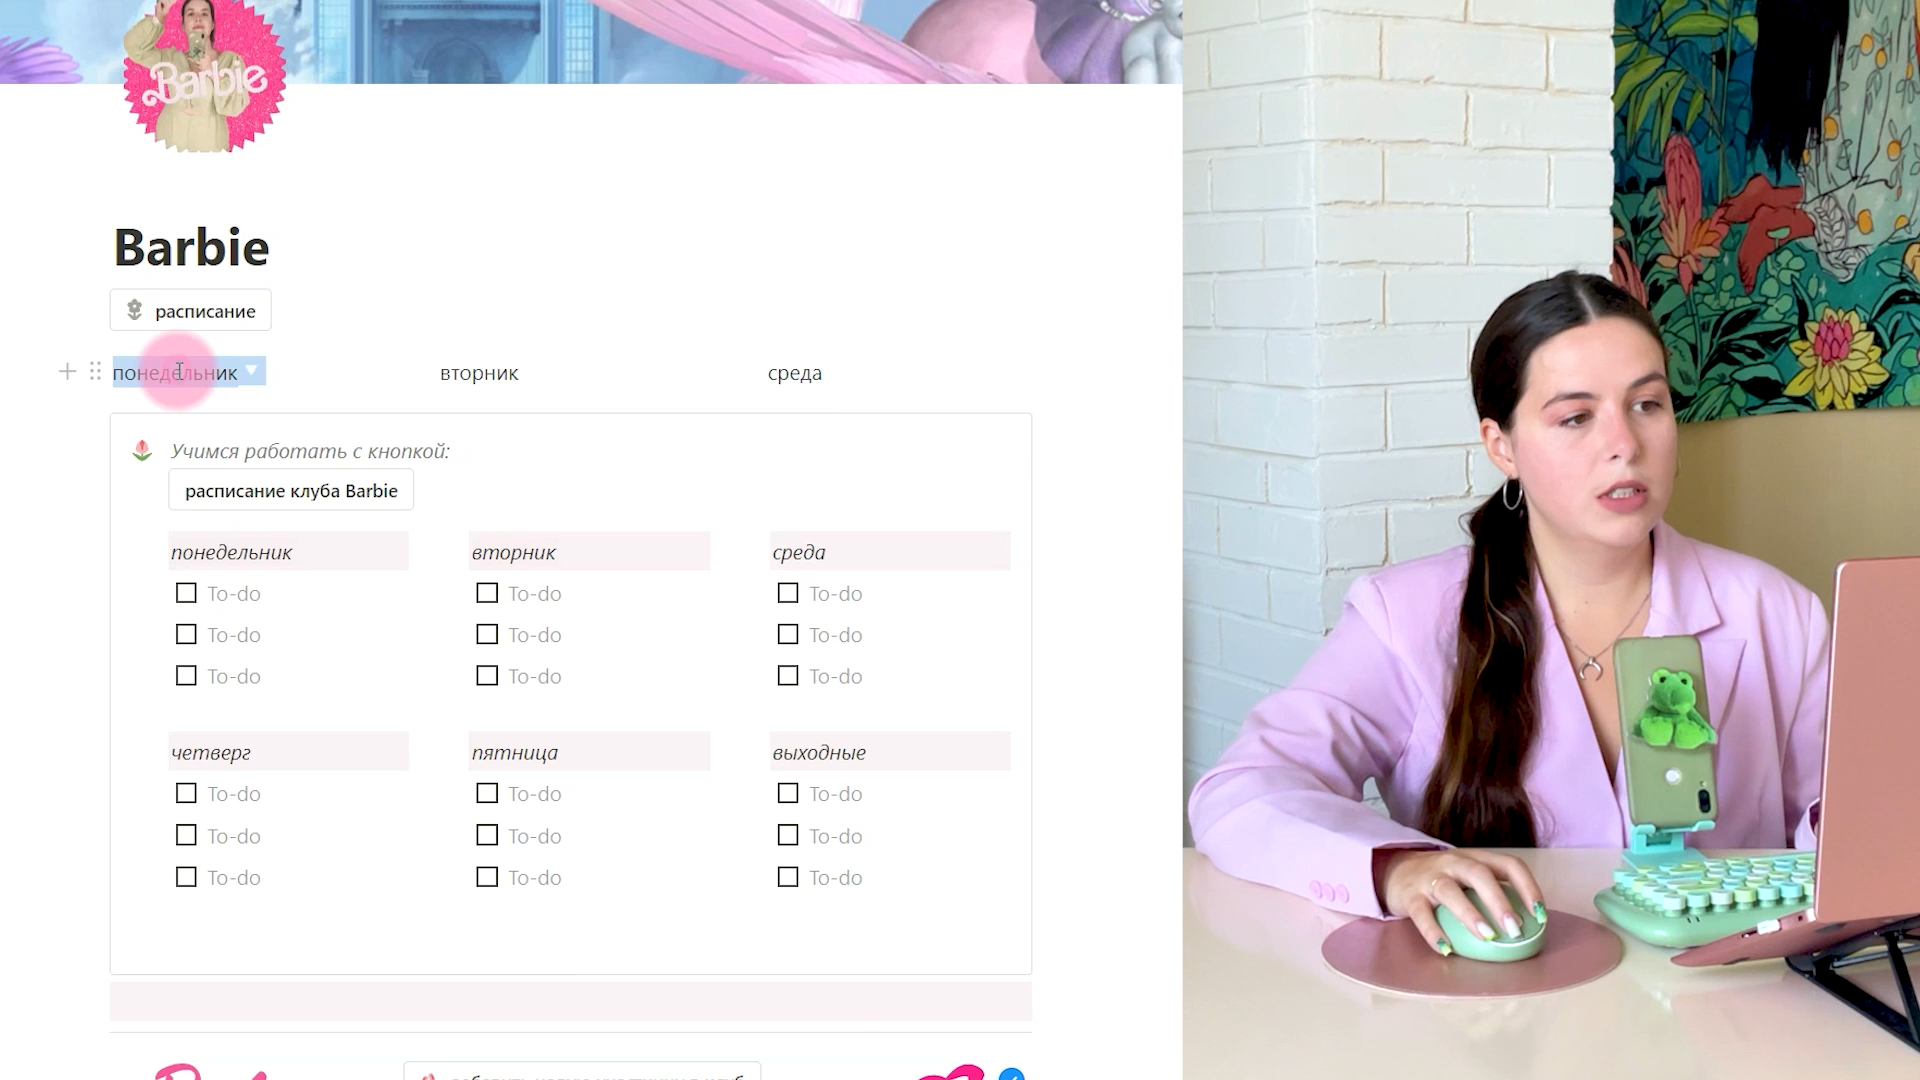 Barbie
Barbie
расписание
понедельник
вторник
среда
Учимся работать с кнопкой:
расписание клуба Barbie
понедельник
вторник
среда
To-do
To-do
To-do
To-do
To-do
To-do
To-do
To-do
To-do
четверг
пятница
выходные
To-do
To-do
To-do
To-do
To-do
To-do
To-do
To-do
To-do